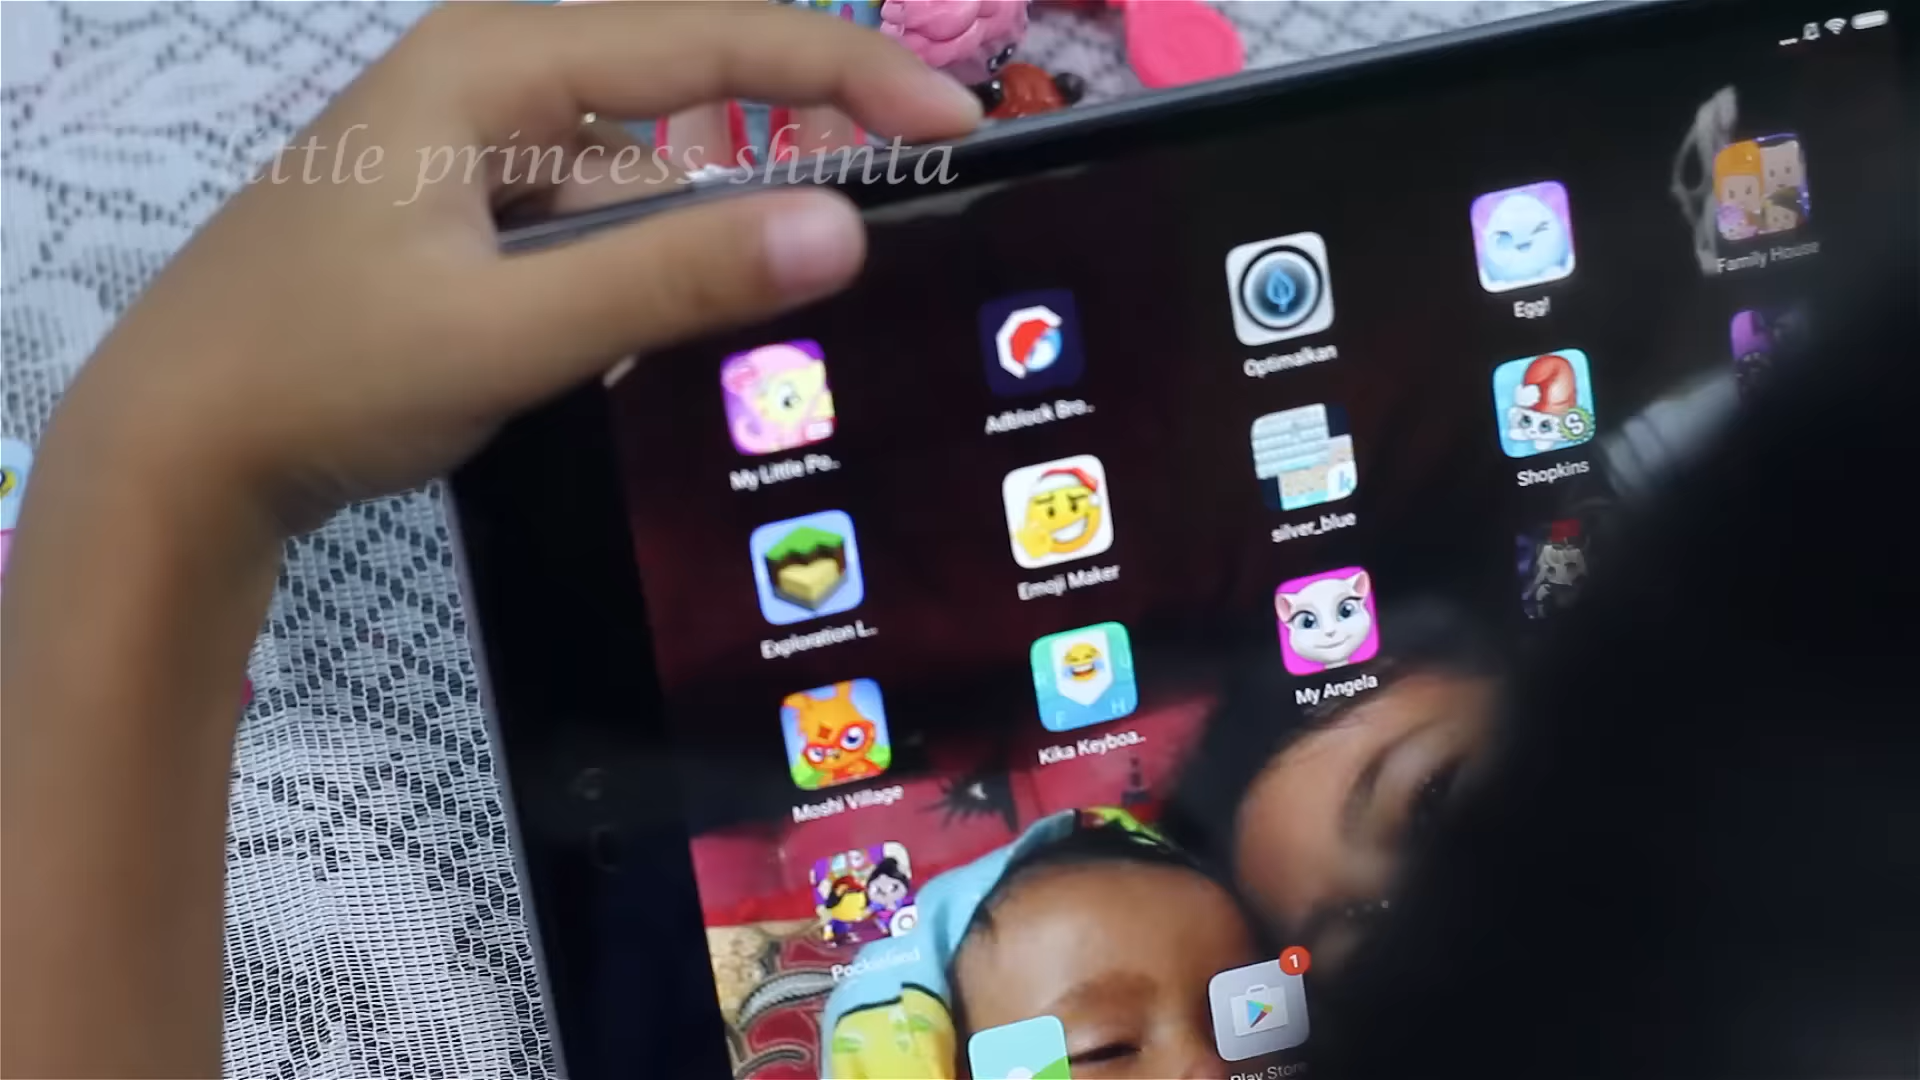 little princess shinta
My Little Po..
Adblock Bro..
Optimalkan
Egg!
Family House
Exploration L..
Emoji Maker
silver_blue
Shopkins
Moshi Village
Kika Keyboa..
My Angela
1
Play Store